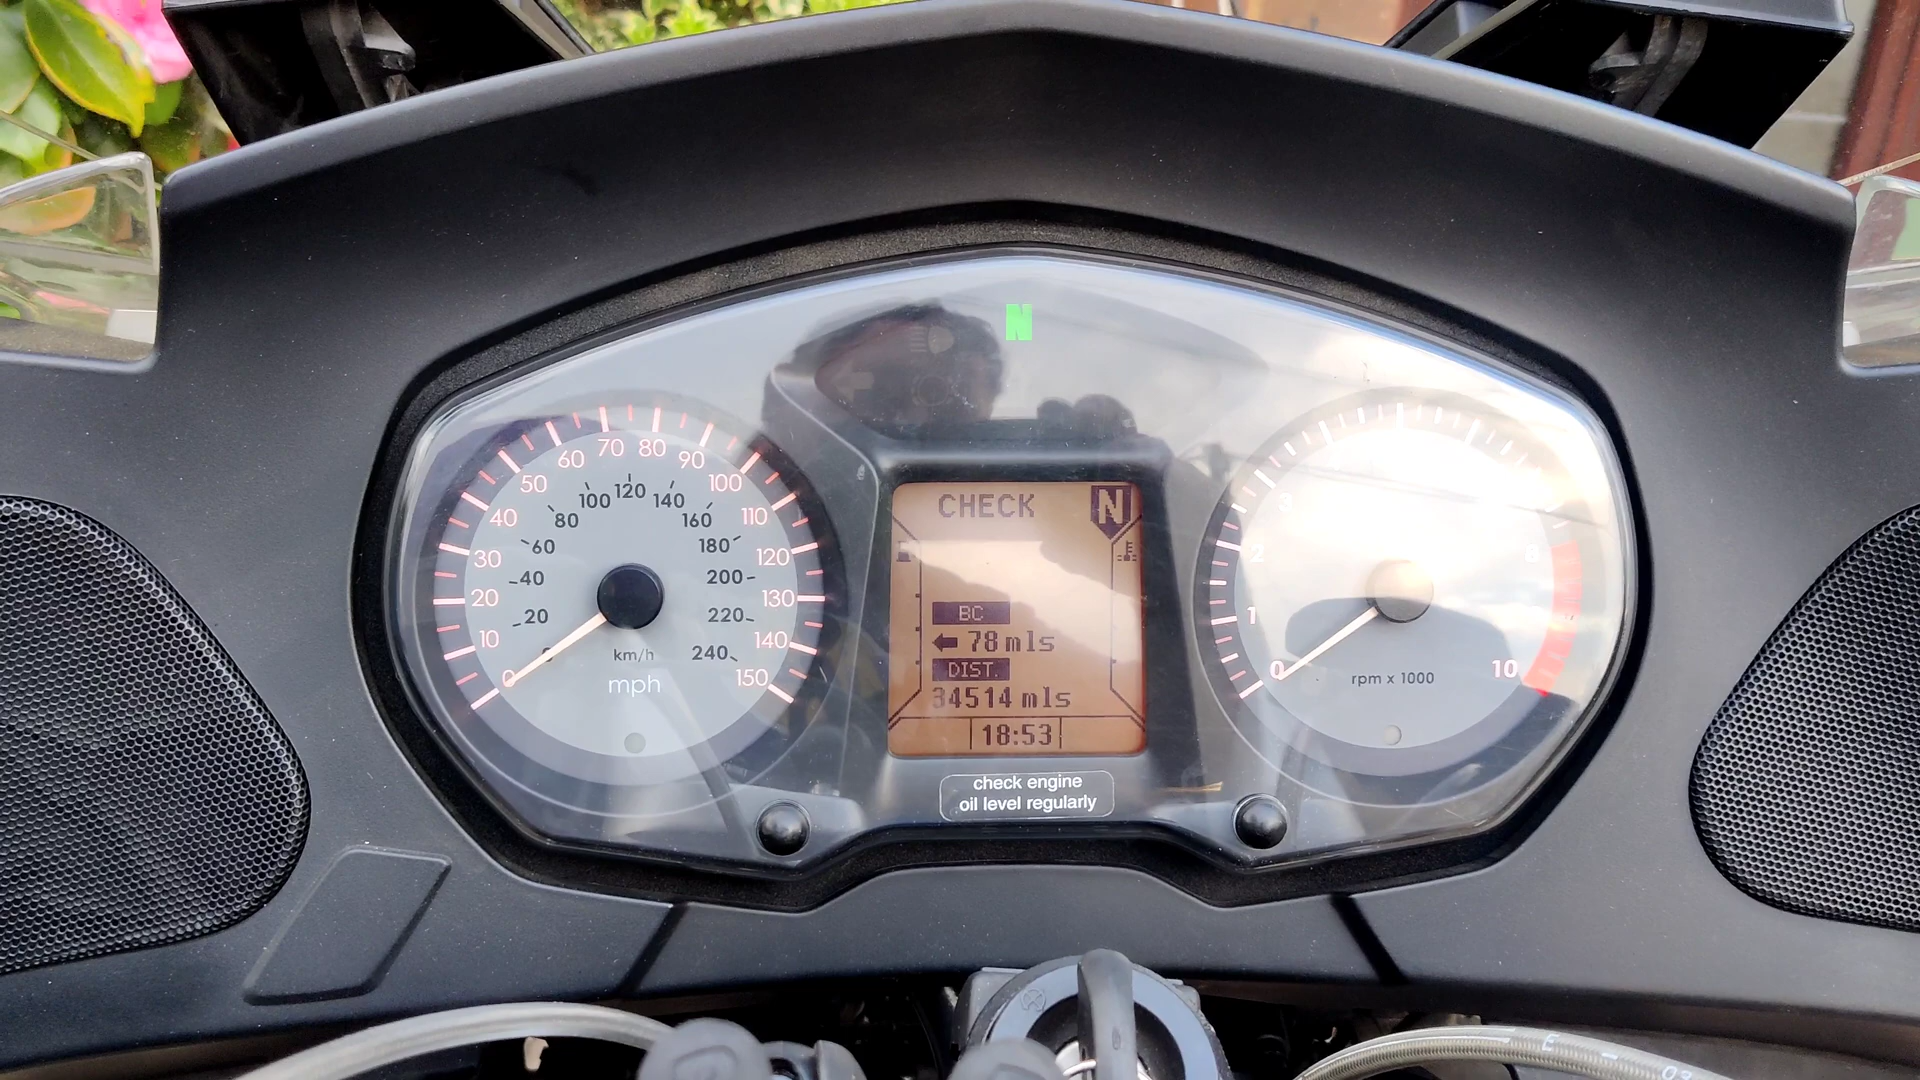 N
CHECK N
BC
78 mls
DIST.
34514 mls
18:53
check engine
oil level regularly
0 10 20 30 40 50 60 70 80 90 100 110 120 130 140 150
20 40 60 80 100 120 140 160 180 200 220 240
km/h
mph
0 1 2 8 10
rpm x 1000
E
03